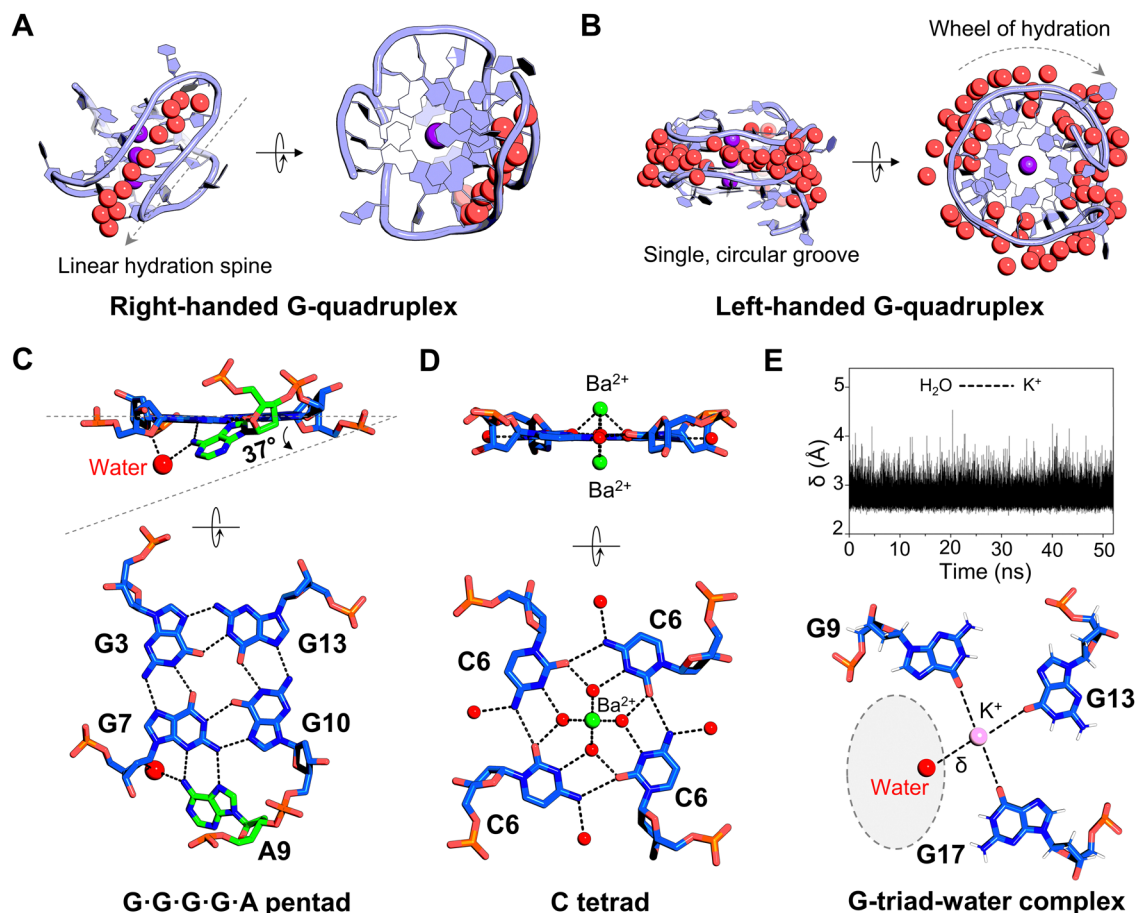 A
Linear hydration spine
Right-handed G-quadruplex
B
Wheel of hydration
Single, circular groove
Left-handed G-quadruplex
C
Water
37°
G3
G13
G7
G10
A9
G·G·G·G·A pentad
D
Ba²⁺
Ba²⁺
C6
C6
Ba²⁺
C6
C6
C tetrad
E
H₂O ------- K⁺
5
4
3
2
δ (Å)
0 10 20 30 40 50
Time (ns)
G9
G13
K⁺
δ
Water
G17
G-triad-water complex